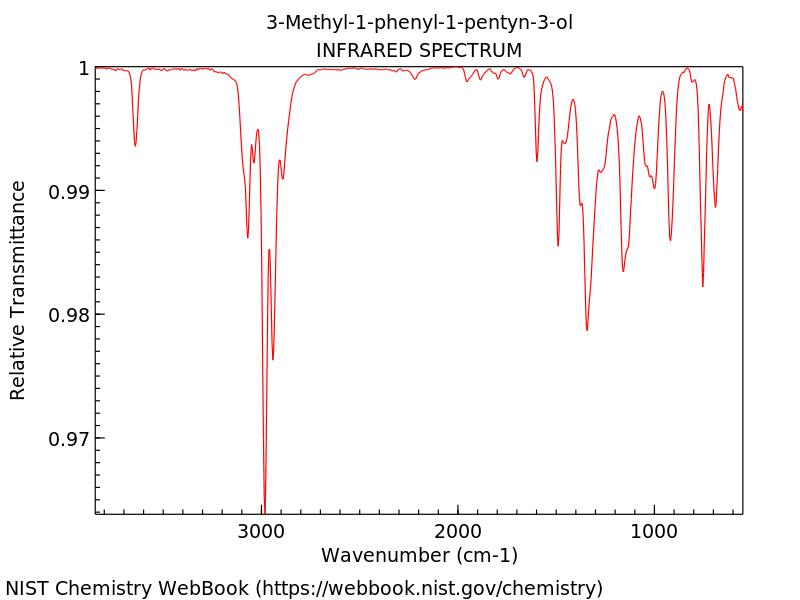 3-Methyl-1-phenyl-1-pentyn-3-ol
INFRARED SPECTRUM
1
0.99
0.98
0.97
Relative Transmittance
3000 2000 1000
Wavenumber (cm-1)
NIST Chemistry WebBook (https://webbook.nist.gov/chemistry)